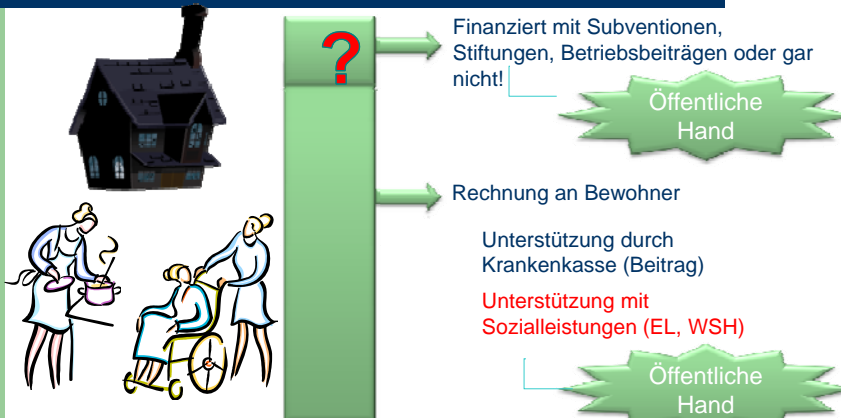 ?
Finanziert mit Subventionen,
Stiftungen, Betriebsbeiträgen oder gar
nicht!
Öffentliche
Hand
Rechnung an Bewohner
Unterstützung durch
Krankenkasse (Beitrag)
Unterstützung mit
Sozialleistungen (EL, WSH)
Öffentliche
Hand